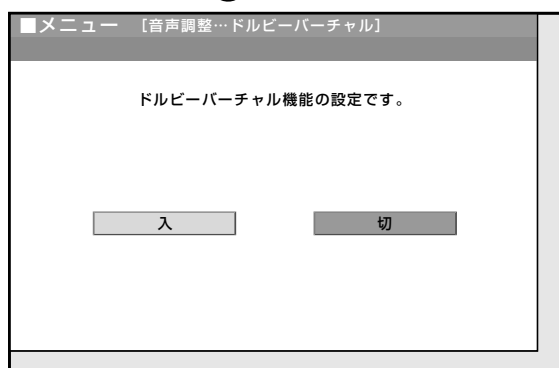 ■メニュー ［音声調整…ドルビーバーチャル］
ドルビーバーチャル機能の設定です。
入 切